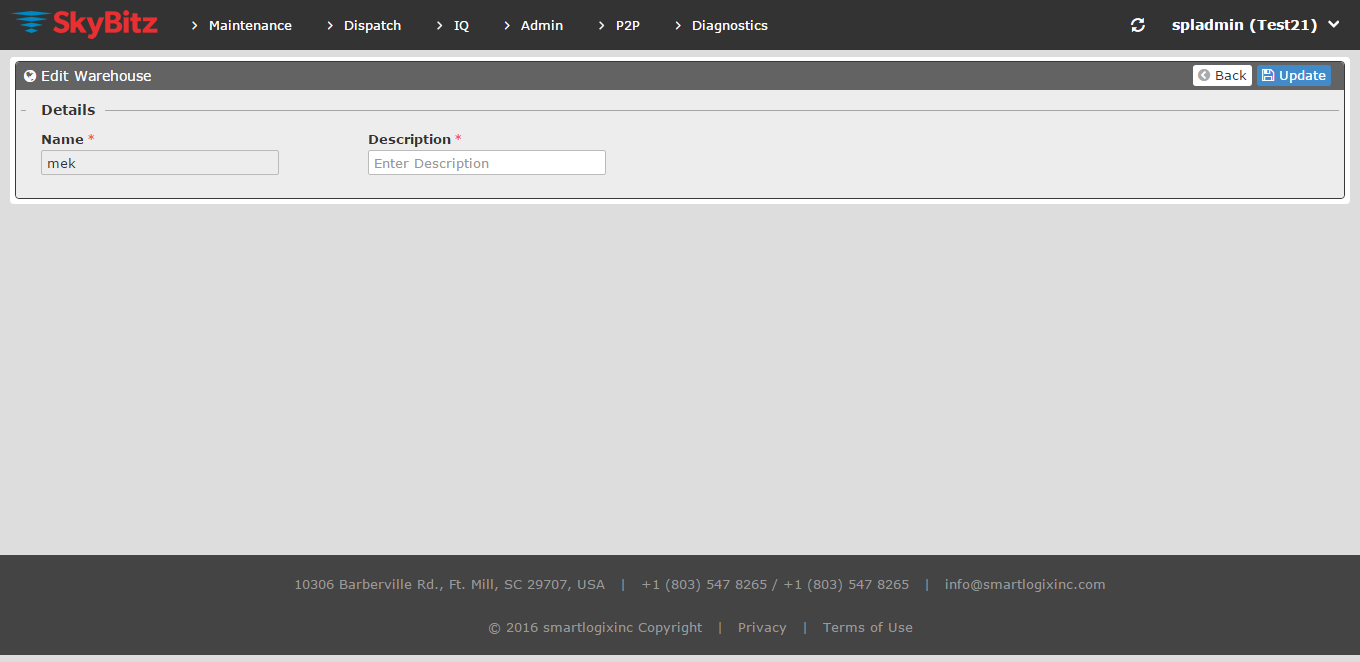 SkyBitz Maintenance Dispatch IQ Admin P2P Diagnostics spladmin (Test21)
Edit Warehouse Back Update
Details
Name * Description *
mek Enter Description
10306 Barberville Rd., Ft. Mill, SC 29707, USA | +1 (803) 547 8265 / +1 (803) 547 8265 | info@smartlogixinc.com
© 2016 smartlogixinc Copyright | Privacy | Terms of Use